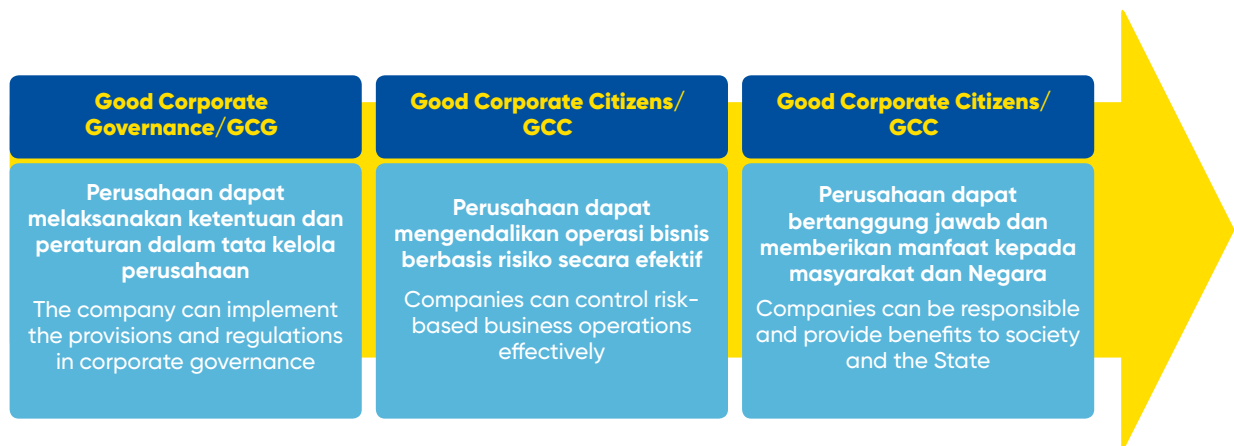 Good Corporate
Governance/GCG
Perusahaan dapat
melaksanakan ketentuan dan
peraturan dalam tata kelola
perusahaan
The company can implement
the provisions and regulations
in corporate governance
Good Corporate Citizens/
GCC
Perusahaan dapat
mengendalikan operasi bisnis
berbasis risiko secara efektif
Companies can control risk-
based business operations
effectively
Good Corporate Citizens/
GCC
Perusahaan dapat
bertanggung jawab dan
memberikan manfaat kepada
masyarakat dan Negara
Companies can be responsible
and provide benefits to society
and the State